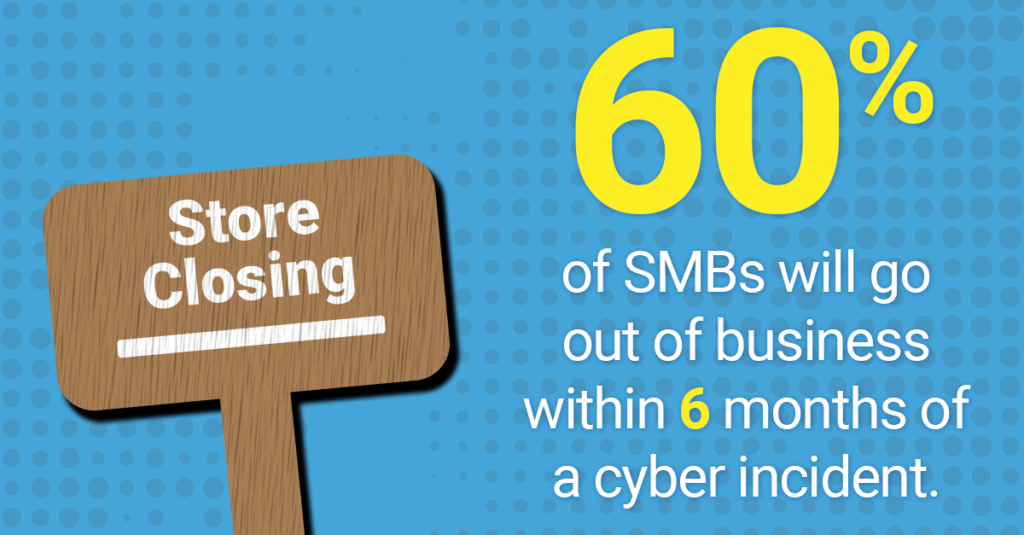 Store
Closing
60%
of SMBs will go
out of business
within 6 months of
a cyber incident.